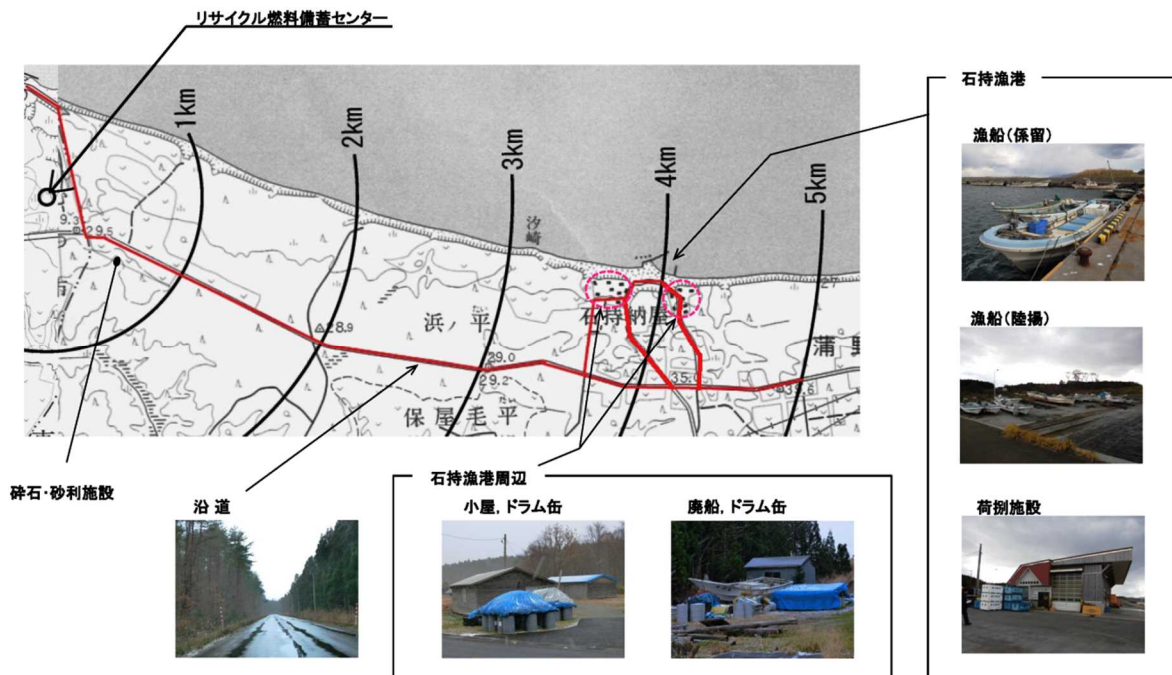 リサイクル燃料備蓄センター
石持漁港
漁船(係留)
1km
2km
3km
4km
5km
汐崎
9.3
29.5
27
石持納屋
浜ノ平
28.9
蒲野
漁船(陸揚)
29.0
29.2
35.0
保屋毛平
石持漁港周辺
砕石・砂利施設
沿道
小屋，ドラム缶
廃船，ドラム缶
荷捌施設